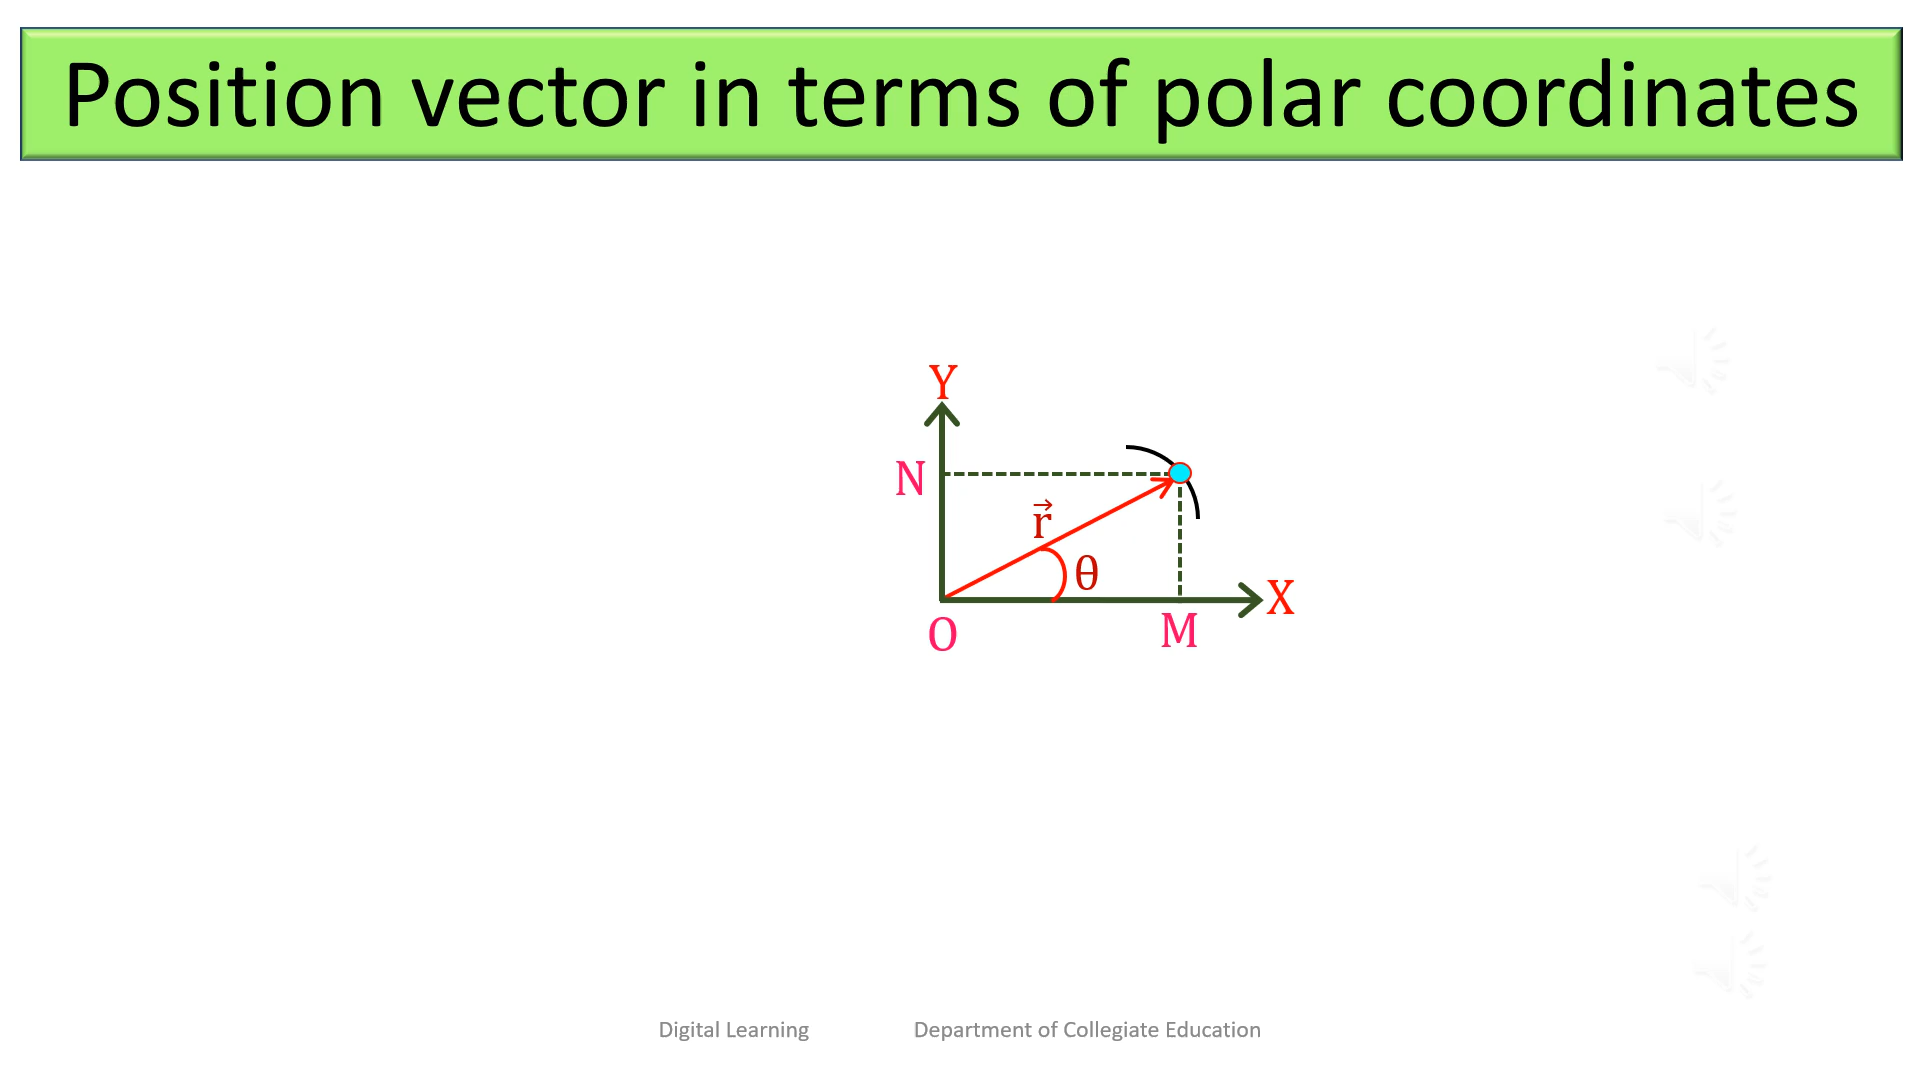 Position vector in terms of polar coordinates
Y
N
r⃗
θ
X
O
M
Digital Learning
Department of Collegiate Education